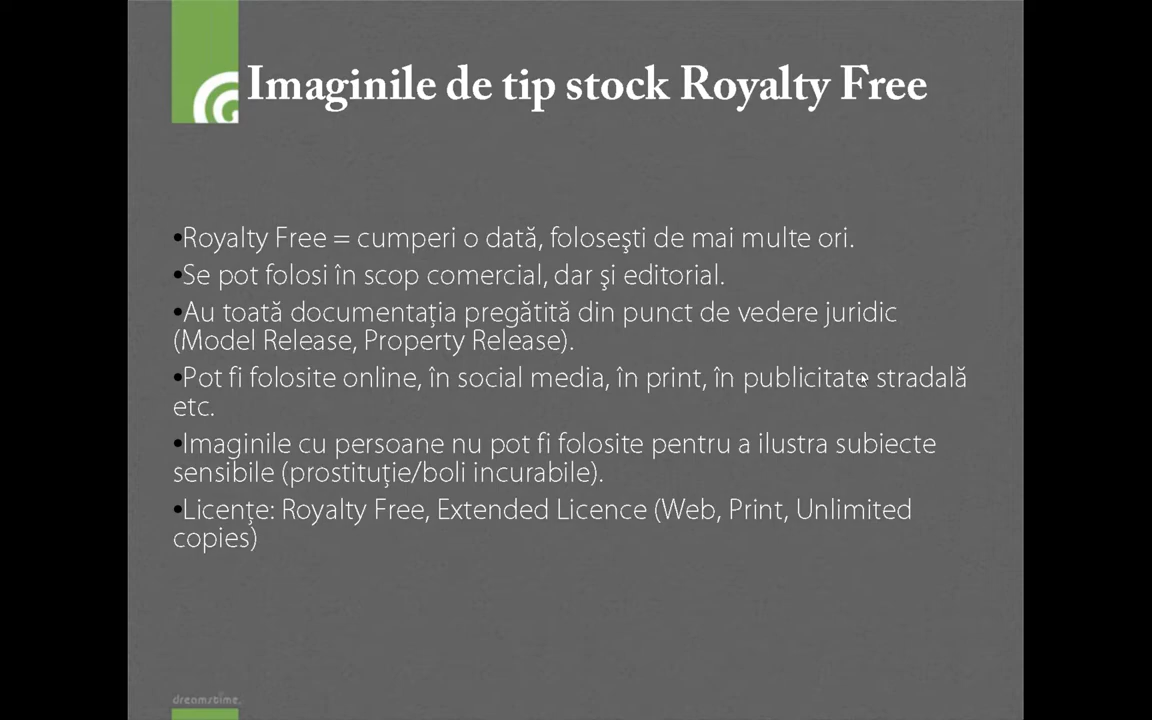 Imaginile de tip stock Royalty Free
•Royalty Free = cumperi o dată, foloseşti de mai multe ori.
•Se pot folosi în scop comercial, dar şi editorial.
•Au toată documentaţia pregătită din punct de vedere juridic
(Model Release, Property Release).
•Pot fi folosite online, în social media, în print, în publicitate stradală
etc.
•Imaginile cu persoane nu pot fi folosite pentru a ilustra subiecte
sensibile (prostituţie/boli incurabile).
•Licenţe: Royalty Free, Extended Licence (Web, Print, Unlimited
copies)
dreamstime.